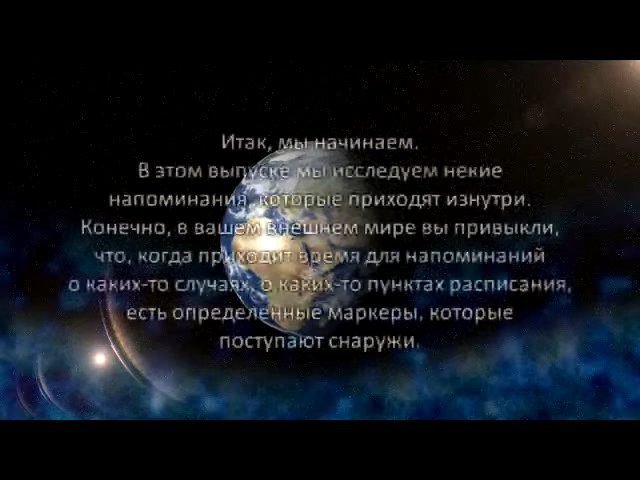 Итак, мы начинаем.
В этом выпуске мы исследуем некие
напоминания, которые приходят изнутри.
Конечно, в вашем внешнем мире вы привыкли,
что, когда приходит время для напоминаний
о каких-то случаях, о каких-то пунктах расписания,
есть определенные маркеры, которые
поступают снаружи.